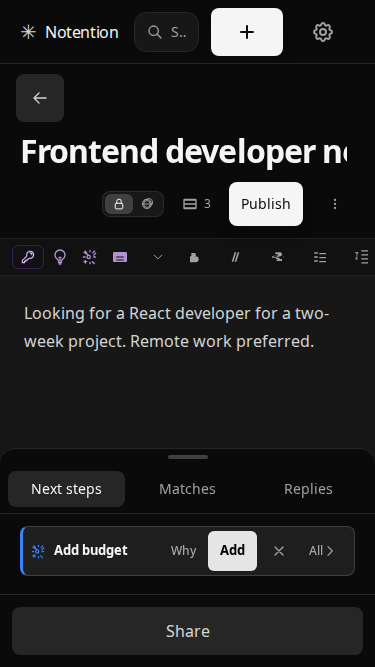 Notention
S..
Frontend developer
3
Publish
Looking for a React developer for a two-
week project. Remote work preferred.
Next steps
Matches
Replies
Add budget
Why
Add
All
Share